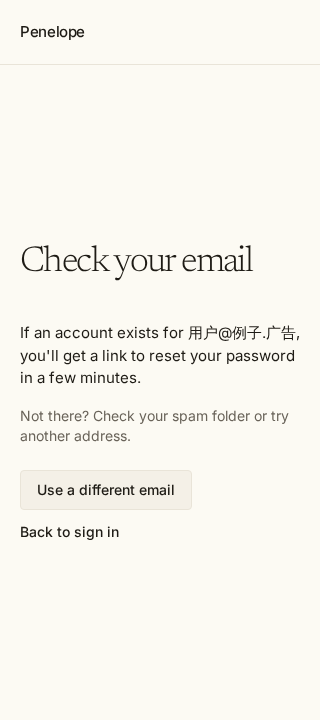 Penelope
Check your email
If an account exists for 用户@例子.广告,
you'll get a link to reset your password
in a few minutes.
Not there? Check your spam folder or try
another address.
Use a different email
Back to sign in